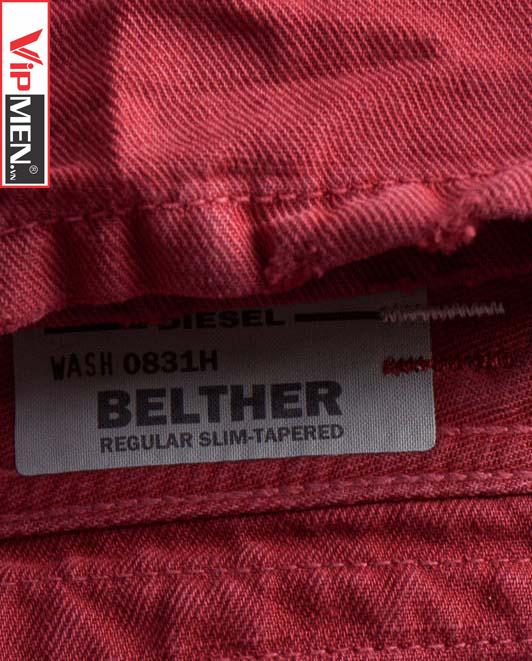 VipMEN.VN®
DIESEL
WASH 0831H
BELTHER
REGULAR SLIM-TAPERED